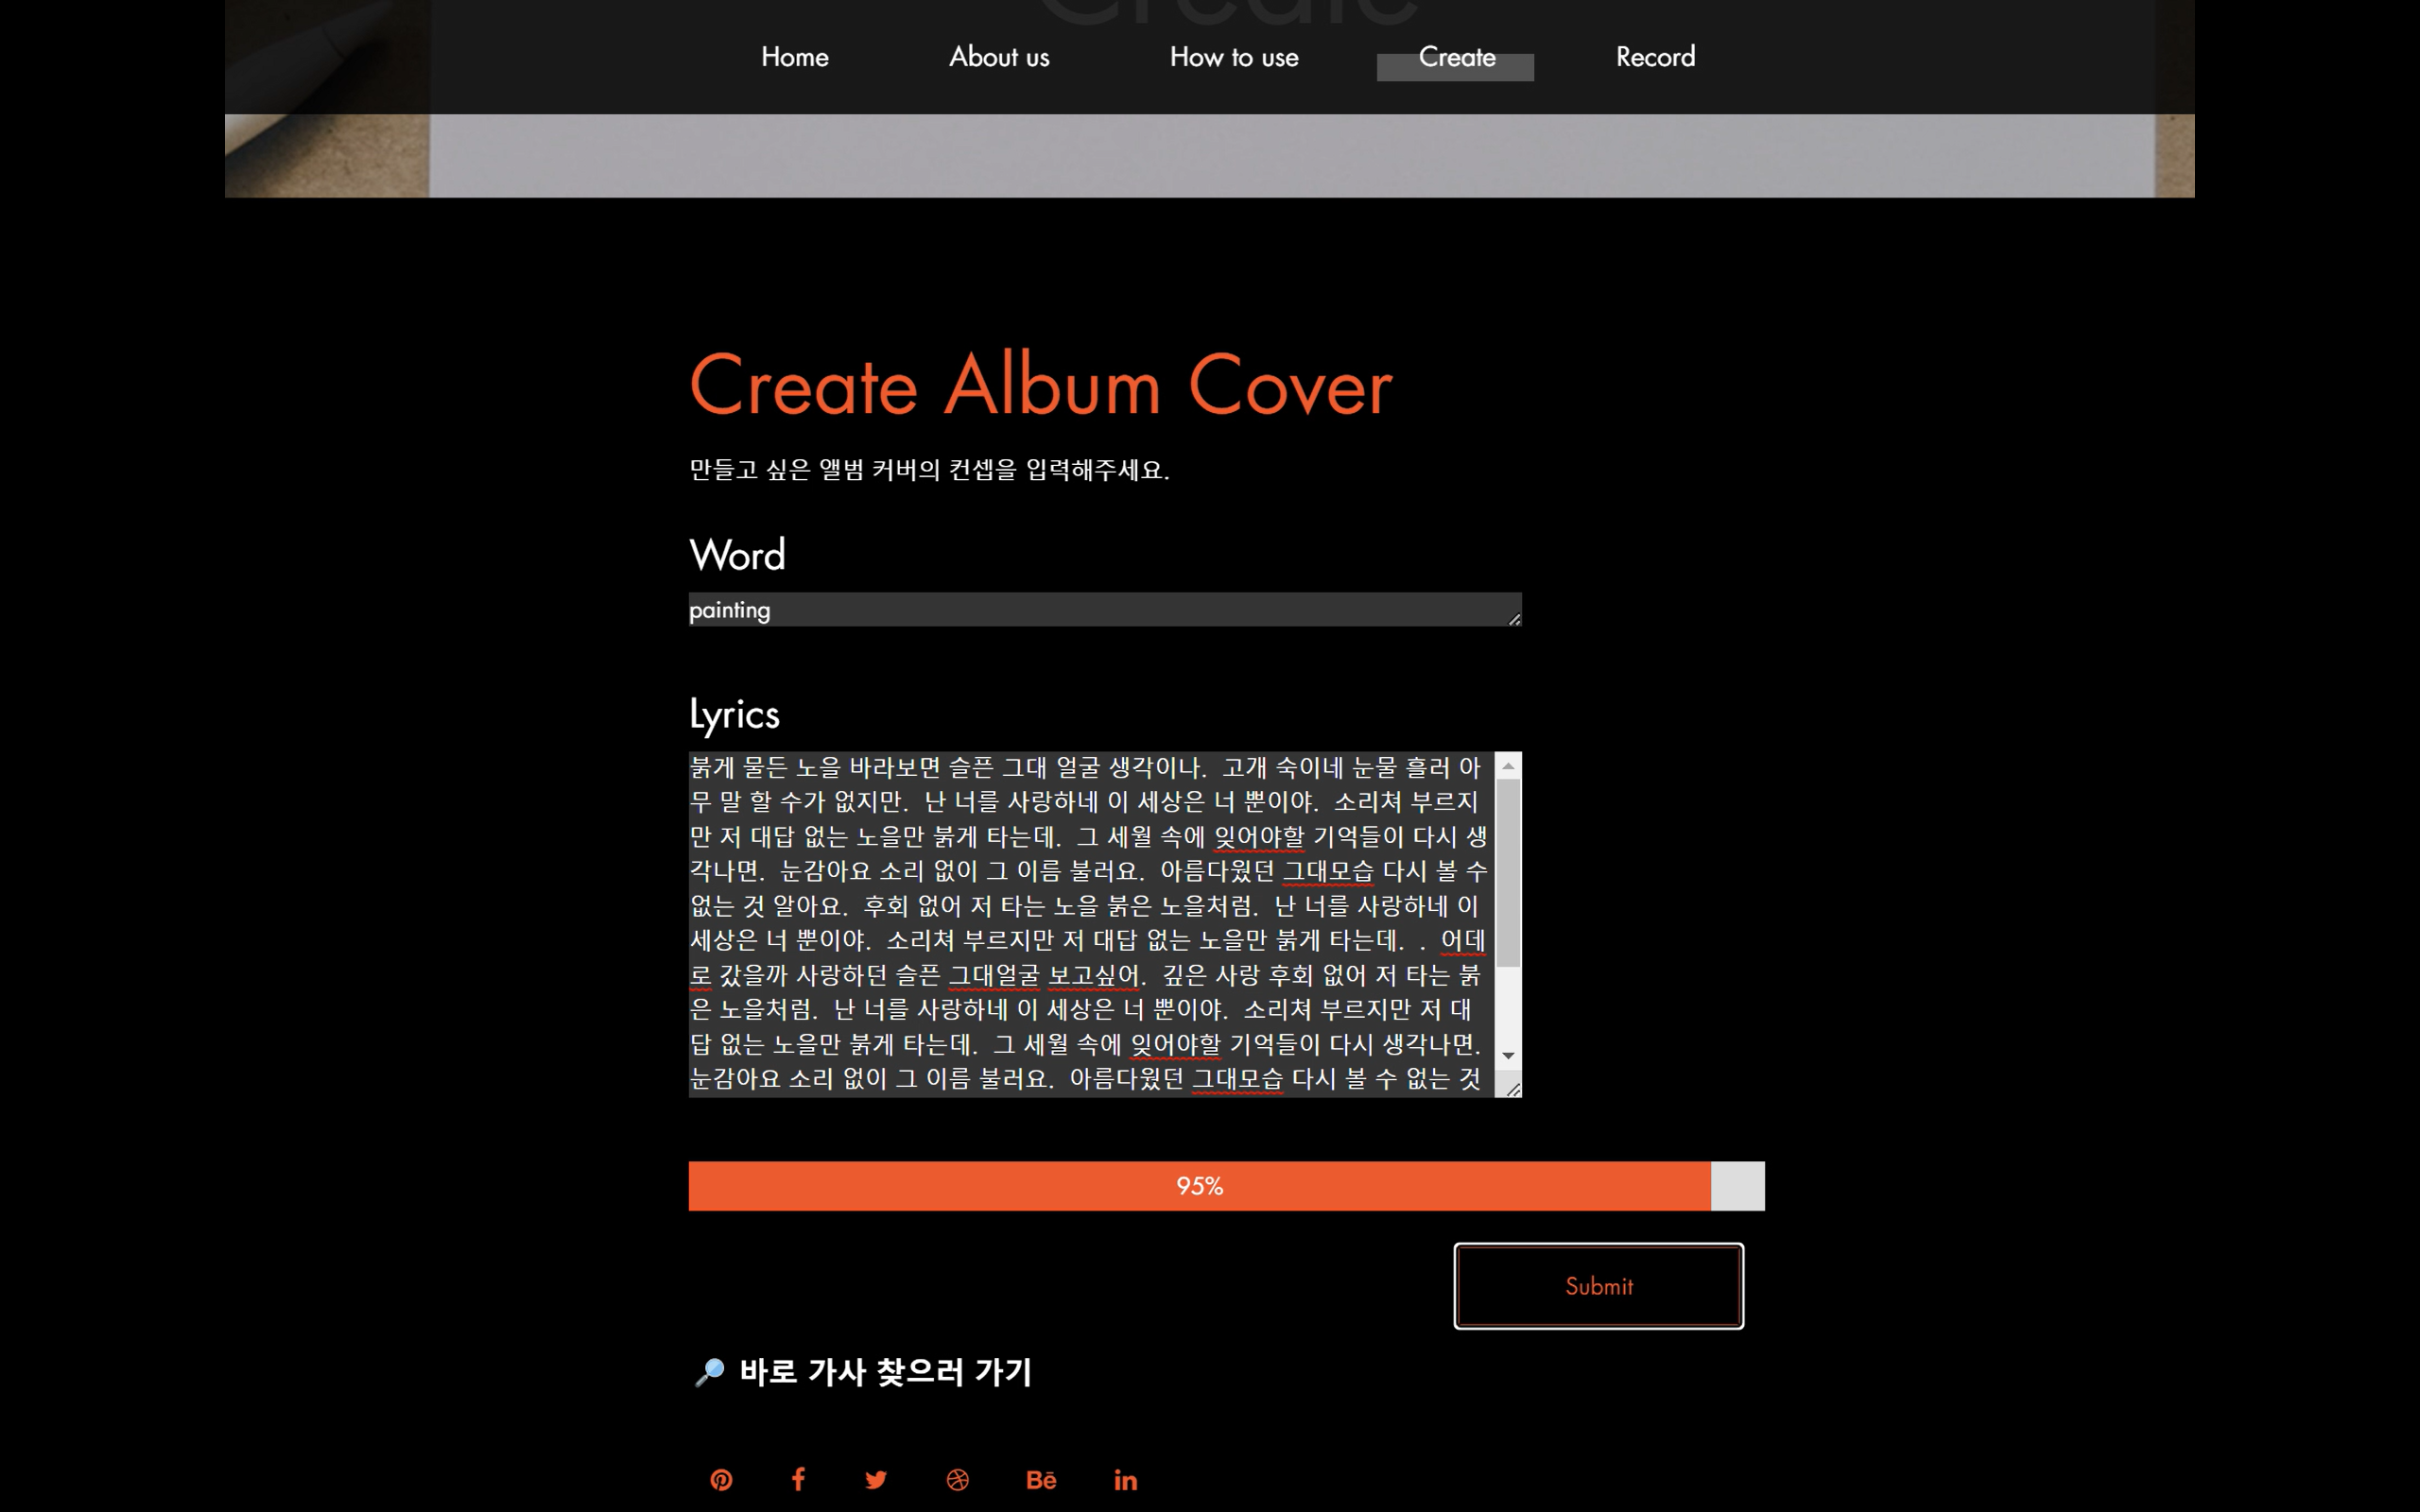 Create
Home About us How to use Create Record
Create Album Cover
만들고 싶은 앨범 커버의 컨셉을 입력해주세요.
Word
painting
Lyrics
붉게 물든 노을 바라보면 슬픈 그대 얼굴 생각이나. 고개 숙이네 눈물 흘러 아
무 말 할 수가 없지만. 난 너를 사랑하네 이 세상은 너 뿐이야. 소리쳐 부르지
만 저 대답 없는 노을만 붉게 타는데. 그 세월 속에 잊어야할 기억들이 다시 생
각나면. 눈감아요 소리 없이 그 이름 불러요. 아름다웠던 그대모습 다시 볼 수
없는 것 알아요. 후회 없어 저 타는 노을 붉은 노을처럼. 난 너를 사랑하네 이
세상은 너 뿐이야. 소리쳐 부르지만 저 대답 없는 노을만 붉게 타는데. . 어데
로 갔을까 사랑하던 슬픈 그대얼굴 보고싶어. 깊은 사랑 후회 없어 저 타는 붉
은 노을처럼. 난 너를 사랑하네 이 세상은 너 뿐이야. 소리쳐 부르지만 저 대
답 없는 노을만 붉게 타는데. 그 세월 속에 잊어야할 기억들이 다시 생각나면.
눈감아요 소리 없이 그 이름 불러요. 아름다웠던 그대모습 다시 볼 수 없는 것
95%
Submit
바로 가사 찾으러 가기
Bē in